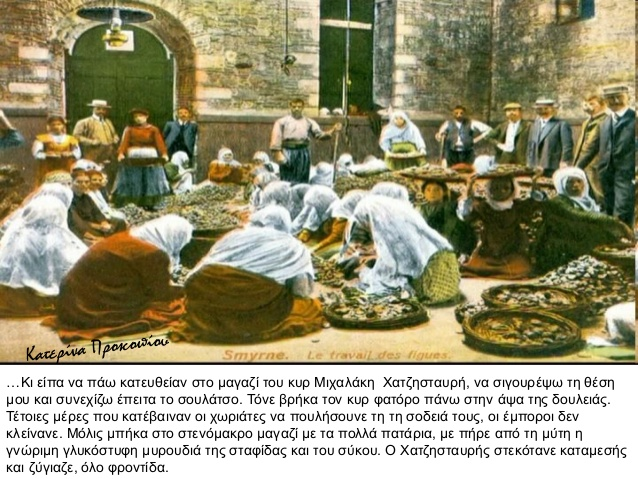 Κατερίνα Προκοπίου
Smyrne. Le travail des figues.
…Κι είπα να πάω κατευθείαν στο μαγαζί του κυρ Μιχαλάκη Χατζησταυρή, να σιγουρέψω τη θέση
μου και συνεχίζω έπειτα το σουλάτσο. Τόνε βρήκα τον κυρ φατόρο πάνω στην άψα της δουλειάς.
Τέτοιες μέρες που κατέβαιναν οι χωριάτες να πουλήσουνε τη τη σοδειά τους, οι έμποροι δεν
κλείνανε. Μόλις μπήκα στο στενόμακρο μαγαζί με τα πολλά πατάρια, με πήρε από τη μύτη η
γνώριμη γλυκόστυφη μυρουδιά της σταφίδας και του σύκου. Ο Χατζησταυρής στεκότανε καταμεσής
και ζύγιαζε, όλο φροντίδα.